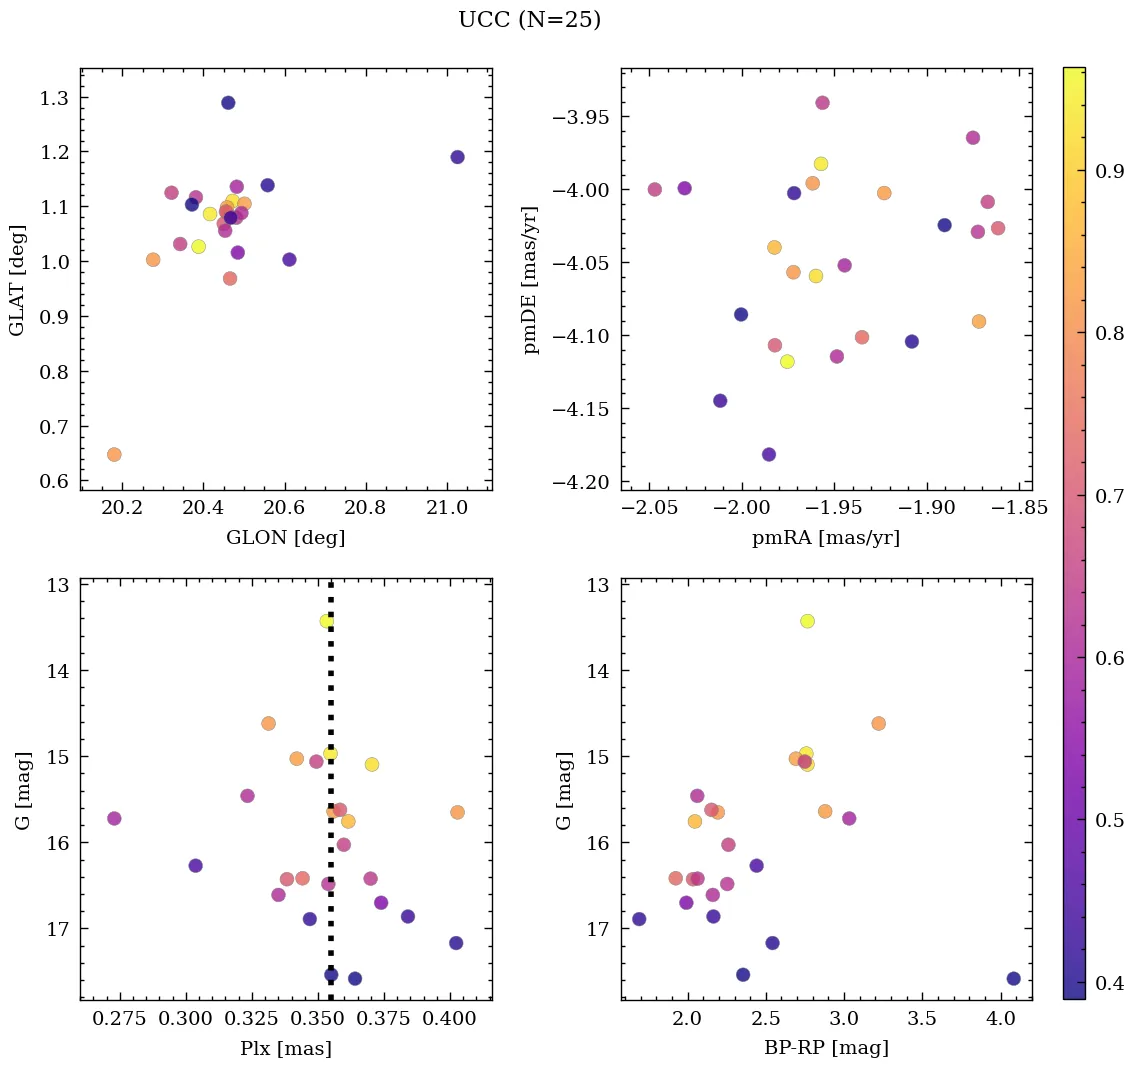 UCC (N=25)
1.3
1.2
1.1
1.0
0.9
0.8
0.7
0.6
GLAT [deg]
20.2 20.4 20.6 20.8 21.0
GLON [deg]
−3.95
−4.00
−4.05
−4.10
−4.15
−4.20
pmDE [mas/yr]
−2.05 −2.00 −1.95 −1.90 −1.85
pmRA [mas/yr]
13
14
15
16
17
G [mag]
0.275 0.300 0.325 0.350 0.375 0.400
Plx [mas]
13
14
15
16
17
G [mag]
2.0 2.5 3.0 3.5 4.0
BP-RP [mag]
0.9
0.8
0.7
0.6
0.5
0.4